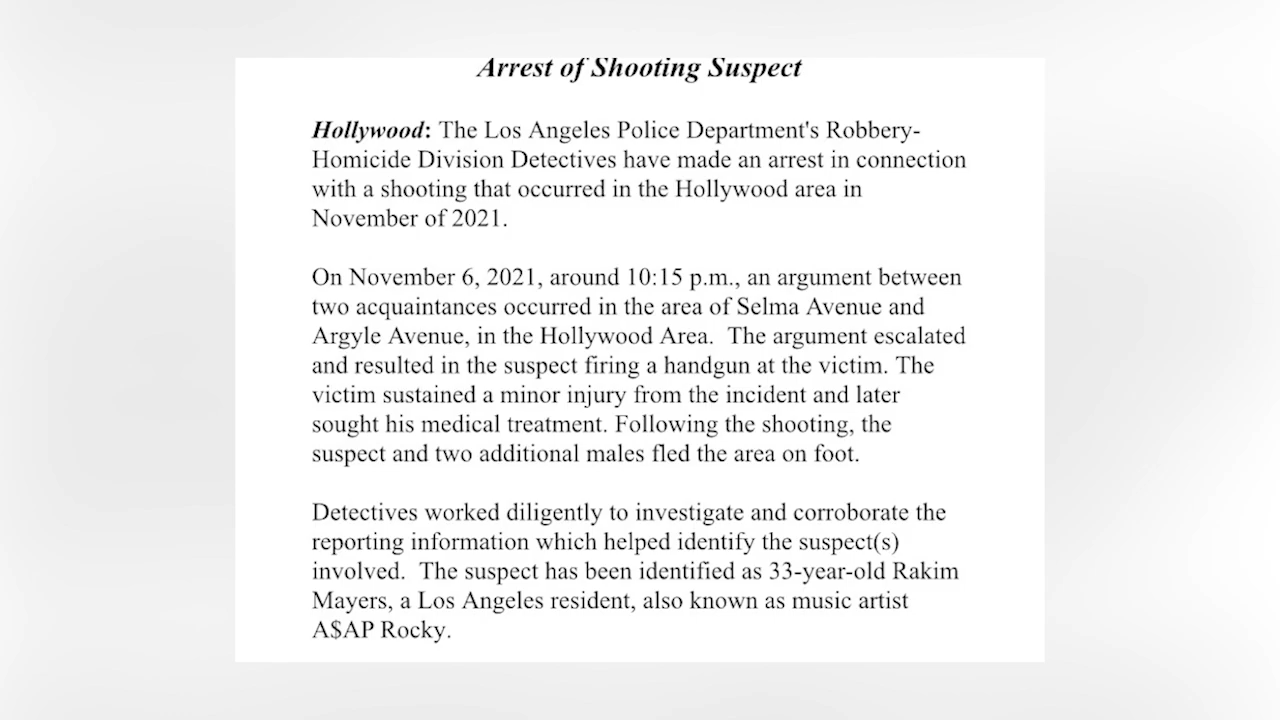 Arrest of Shooting Suspect
Hollywood: The Los Angeles Police Department's Robbery-
Homicide Division Detectives have made an arrest in connection
with a shooting that occurred in the Hollywood area in
November of 2021.
On November 6, 2021, around 10:15 p.m., an argument between
two acquaintances occurred in the area of Selma Avenue and
Argyle Avenue, in the Hollywood Area.  The argument escalated
and resulted in the suspect firing a handgun at the victim. The
victim sustained a minor injury from the incident and later
sought his medical treatment. Following the shooting, the
suspect and two additional males fled the area on foot.
Detectives worked diligently to investigate and corroborate the
reporting information which helped identify the suspect(s)
involved.  The suspect has been identified as 33-year-old Rakim
Mayers, a Los Angeles resident, also known as music artist
A$AP Rocky.